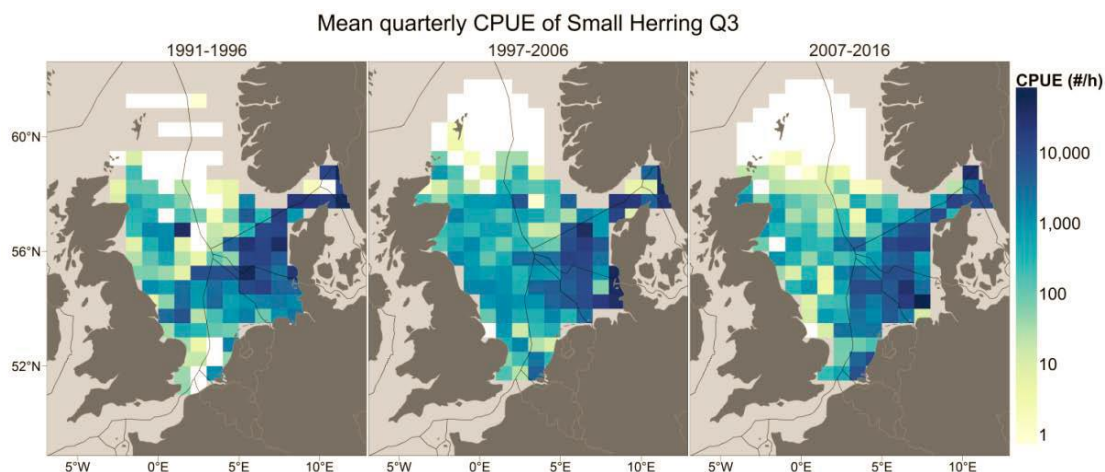 Mean quarterly CPUE of Small Herring Q3
1991-1996 1997-2006 2007-2016
CPUE (#/h)
60°N
56°N
52°N
10,000
1,000
100
10
1
5°W 0°E 5°E 10°E 5°W 0°E 5°E 10°E 5°W 0°E 5°E 10°E